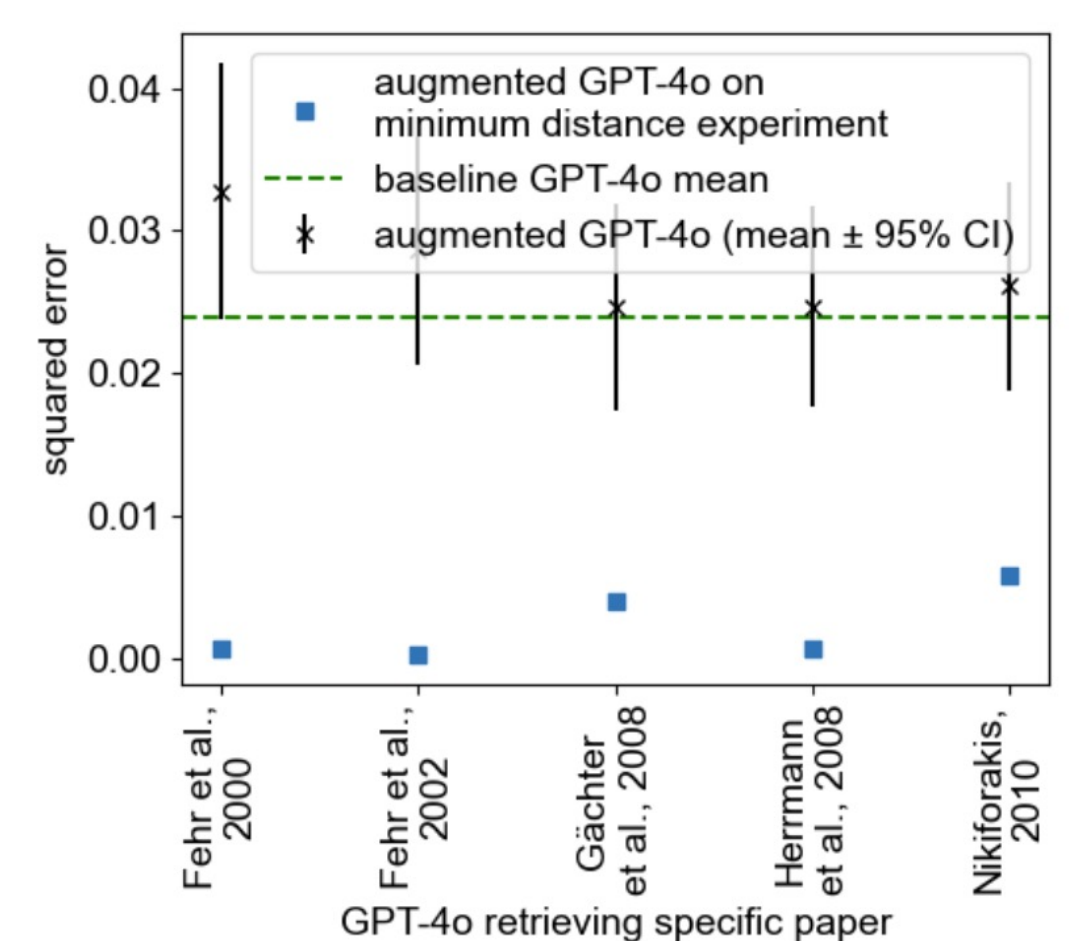 0.04
0.03
0.02
0.01
0.00
squared error
augmented GPT-4o on
minimum distance experiment
baseline GPT-4o mean
augmented GPT-4o (mean ± 95% CI)
Fehr et al.,
2000
Fehr et al.,
2002
Gächter
et al., 2008
Herrmann
et al., 2008
Nikiforakis,
2010
GPT-4o retrieving specific paper